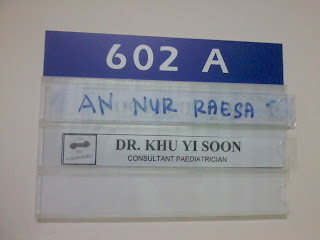 602 A
AN NUR RAESA
DR. KHU YI SOON
CONSULTANT PAEDIATRICIAN